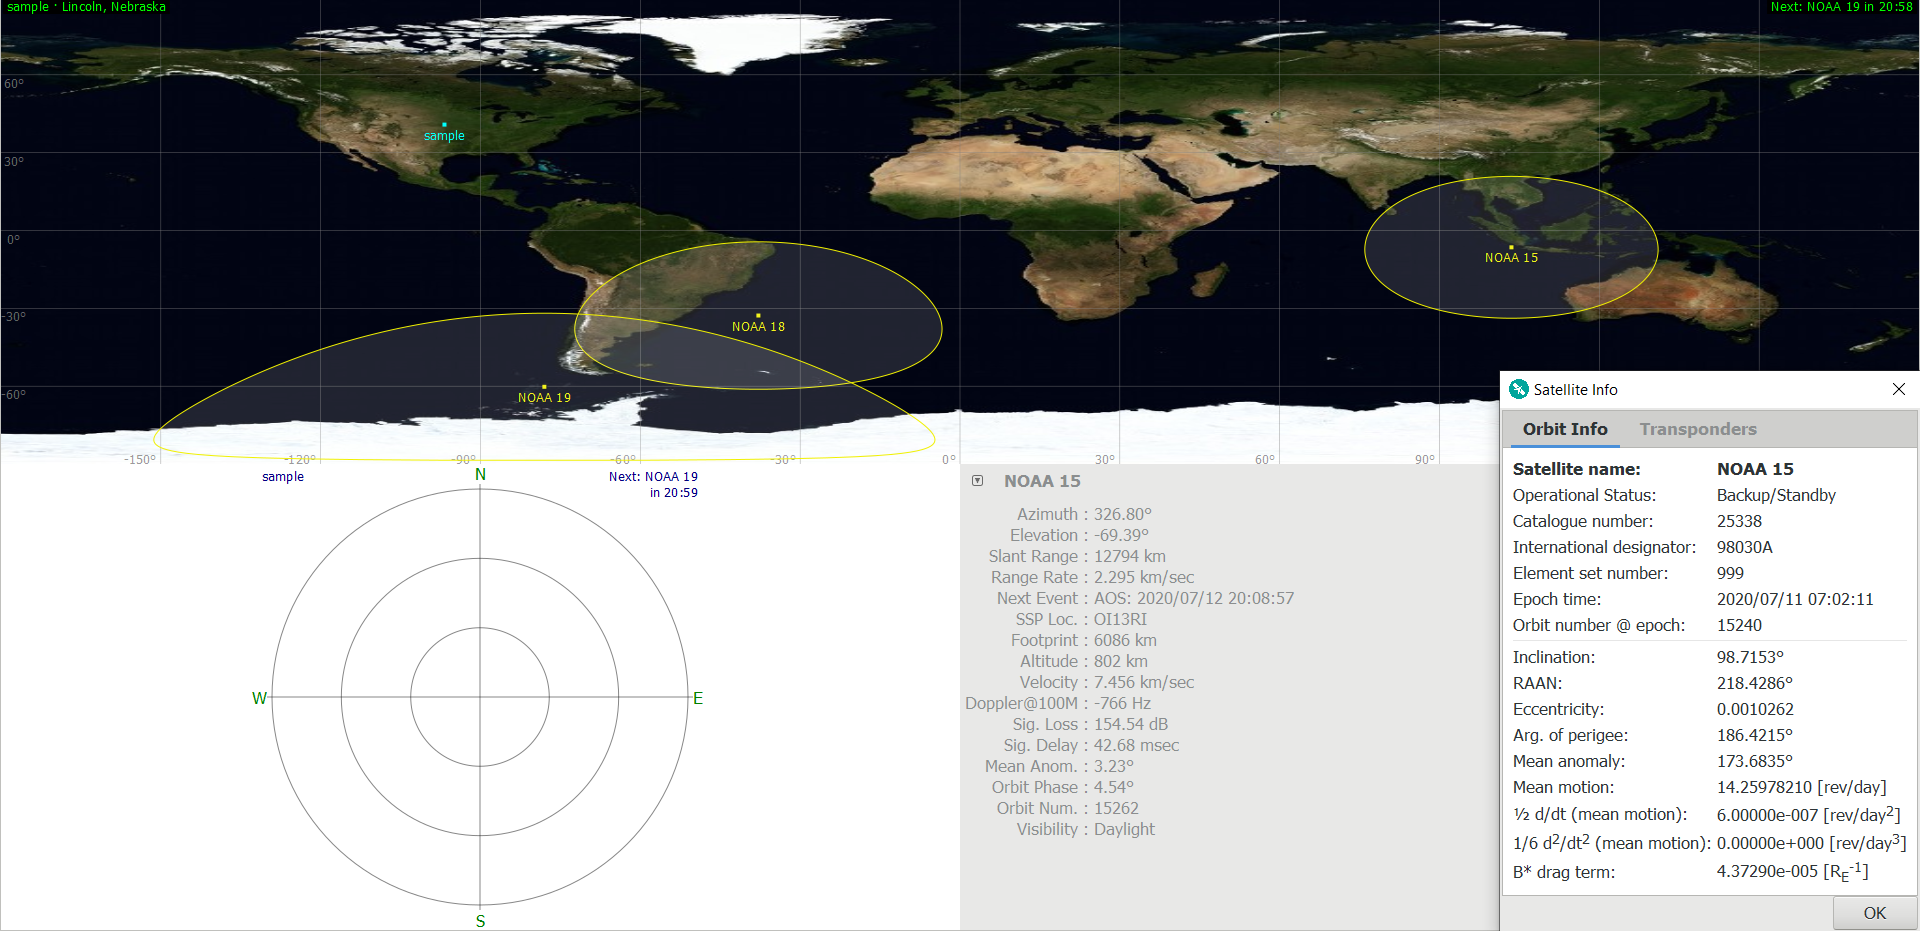 sample · Lincoln, Nebraska
Next: NOAA 19 in 20:58
60°
30°
0°
-30°
-60°
-150°
-120°
-90°
-60°
-30°
0°
30°
60°
90°
sample
NOAA 15
NOAA 18
NOAA 19
sample
Next: NOAA 19
in 20:59
N
W
E
S
NOAA 15
Azimuth : 326.80°
Elevation : -69.39°
Slant Range : 12794 km
Range Rate : 2.295 km/sec
Next Event : AOS: 2020/07/12 20:08:57
SSP Loc. : OI13RI
Footprint : 6086 km
Altitude : 802 km
Velocity : 7.456 km/sec
Doppler@100M : -766 Hz
Sig. Loss : 154.54 dB
Sig. Delay : 42.68 msec
Mean Anom. : 3.23°
Orbit Phase : 4.54°
Orbit Num. : 15262
Visibility : Daylight
Satellite Info
Orbit Info Transponders
Satellite name: NOAA 15
Operational Status: Backup/Standby
Catalogue number: 25338
International designator: 98030A
Element set number: 999
Epoch time: 2020/07/11 07:02:11
Orbit number @ epoch: 15240
Inclination: 98.7153°
RAAN: 218.4286°
Eccentricity: 0.0010262
Arg. of perigee: 186.4215°
Mean anomaly: 173.6835°
Mean motion: 14.25978210 [rev/day]
½ d/dt (mean motion): 6.00000e-007 [rev/day²]
1/6 d²/dt² (mean motion): 0.00000e+000 [rev/day³]
B* drag term: 4.37290e-005 [R_E⁻¹]
OK